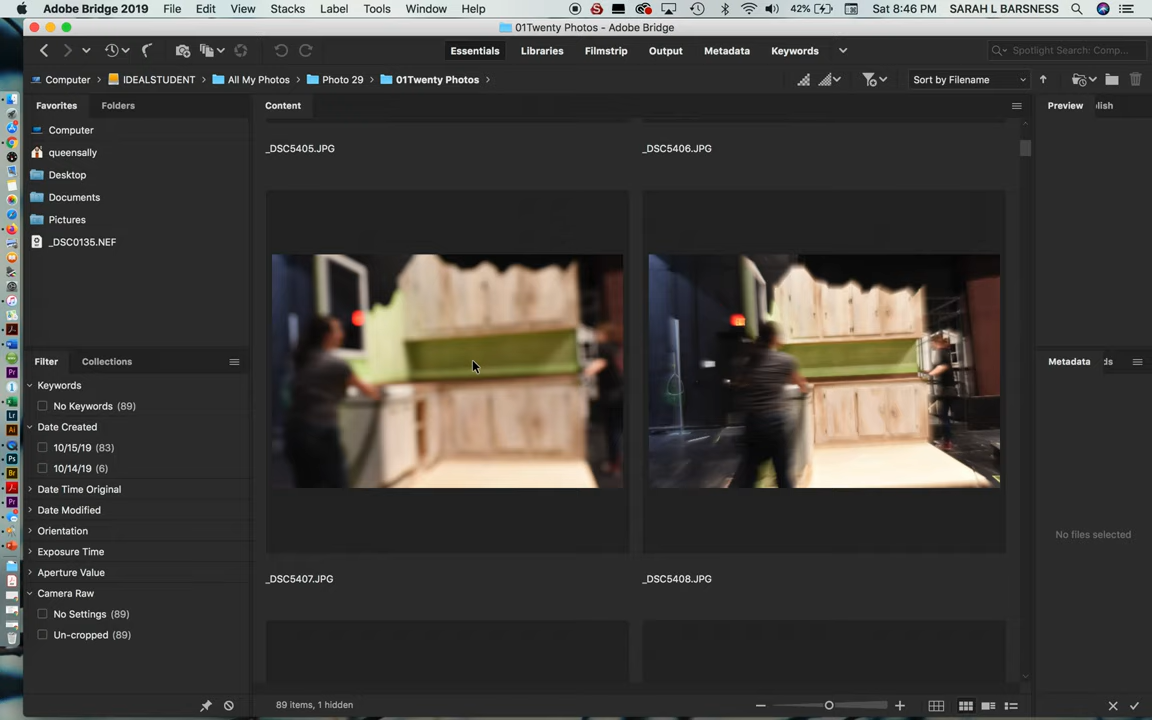 Adobe Bridge 2019 File Edit View Stacks Label Tools Window Help 42% Sat 8:46 PM SARAH L BARSNESS
01Twenty Photos - Adobe Bridge
Essentials Libraries Filmstrip Output Metadata Keywords Spotlight Search: Comp...
Computer IDEALSTUDENT All My Photos Photo 29 01Twenty Photos Sort by Filename
Favorites Folders Content Preview lish
Computer
queensally
Desktop
Documents
Pictures
_DSC0135.NEF
_DSC5405.JPG _DSC5406.JPG
_DSC5407.JPG _DSC5408.JPG
Filter Collections
Keywords
No Keywords (89)
Date Created
10/15/19 (83)
10/14/19 (6)
Date Time Original
Date Modified
Orientation
Exposure Time
Aperture Value
Camera Raw
No Settings (89)
Un-cropped (89)
Metadata ds
No files selected
89 items, 1 hidden